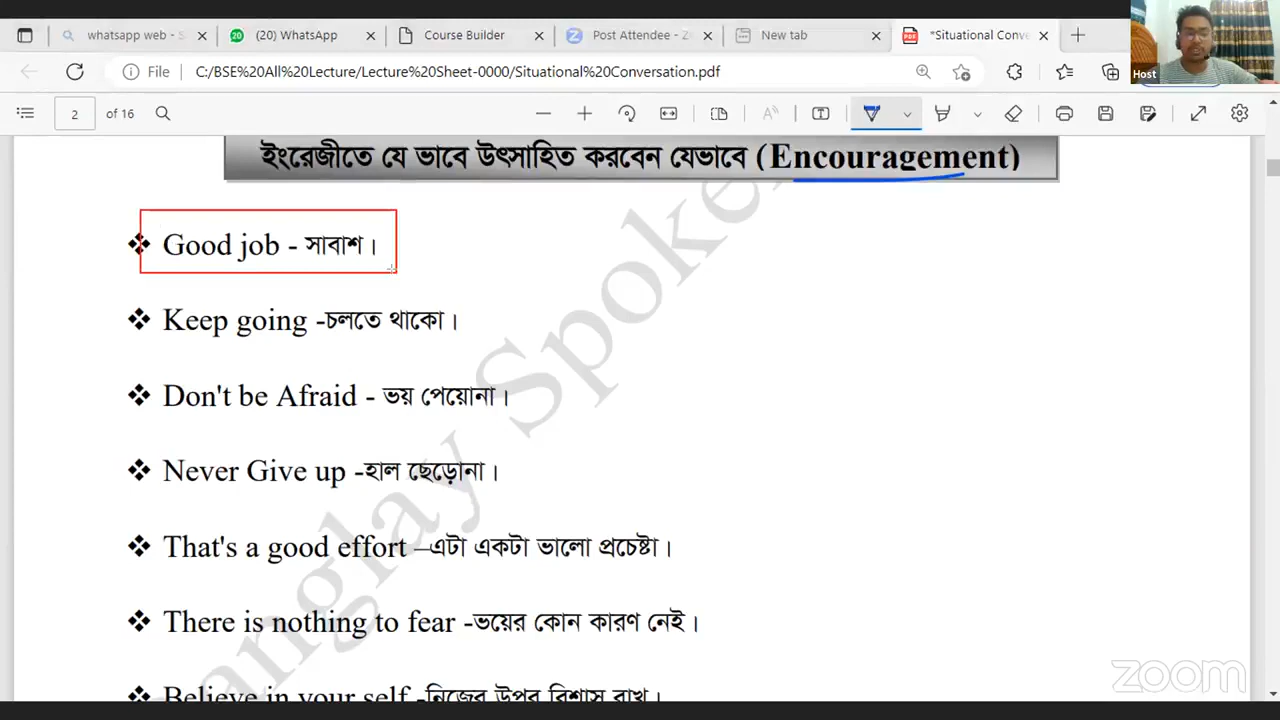 whatsapp web - S
(20) WhatsApp
Course Builder
Post Attendee - Z
New tab
*Situational Conve
Host
File
C:/BSE%20All%20Lecture/Lecture%20Sheet-0000/Situational%20Conversation.pdf
2 of 16
ইংরেজীতে যে ভাবে উৎসাহিত করবেন যেভাবে (Encouragement)
❖ Good job - সাবাশ।
❖ Keep going -চলতে থাকো।
❖ Don't be Afraid - ভয় পেয়োনা।
❖ Never Give up -হাল ছেড়োনা।
❖ That's a good effort –এটা একটা ভালো প্রচেষ্টা।
❖ There is nothing to fear -ভয়ের কোন কারণ নেই।
❖ Believe in your self -নিজের উপর বিশ্বাস রাখ।
anglay Spoke
zoom